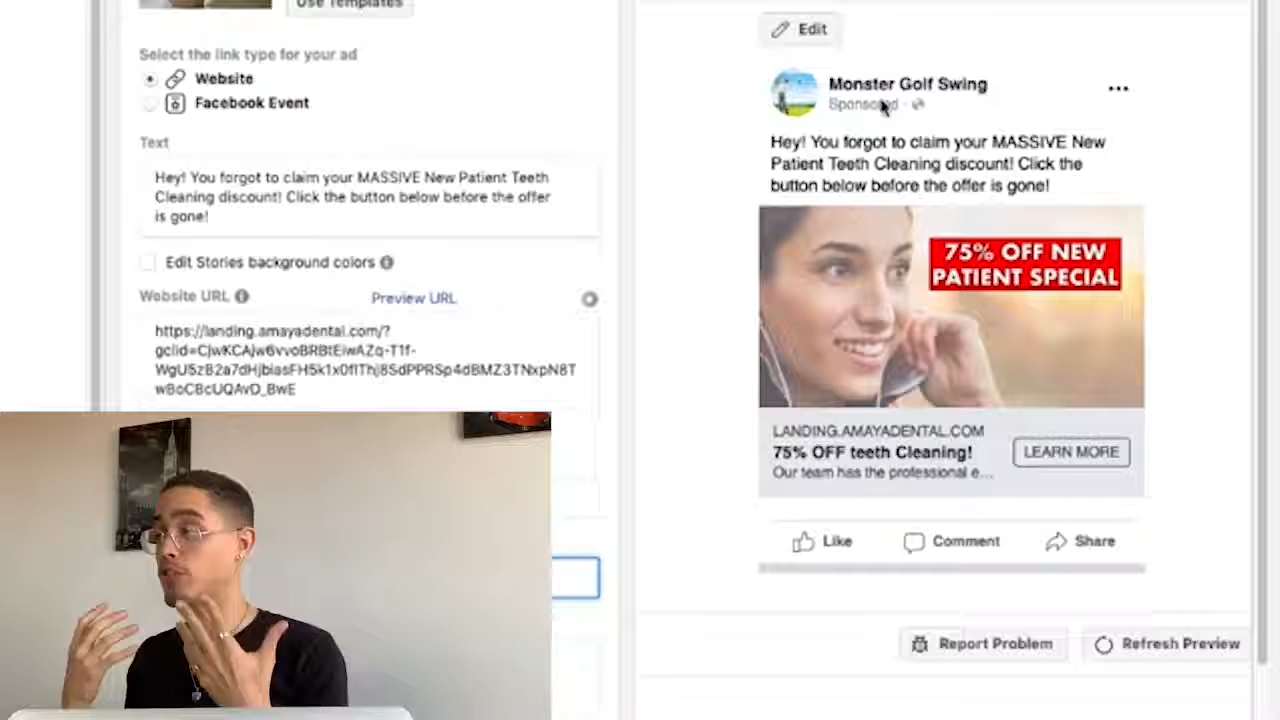 Use Templates
Select the link type for your ad
Website
Facebook Event
Text
Hey! You forgot to claim your MASSIVE New Patient Teeth
Cleaning discount! Click the button below before the offer
is gone!
Edit Stories background colors
Website URL
Preview URL
https://landing.amayadental.com/?
gclid=CjwKCAjw6vvoBRBtEiwAZq-T1f-
WgU5zB2a7dHjbiasFH5k1x0fIThj8SdPPRSp4dBMZ3TNxpN8T
wBoCBcUQAvD_BwE
Edit
Monster Golf Swing
Sponsored
Hey! You forgot to claim your MASSIVE New
Patient Teeth Cleaning discount! Click the
button below before the offer is gone!
75% OFF NEW
PATIENT SPECIAL
LANDING.AMAYADENTAL.COM
75% OFF teeth Cleaning!
Our team has the professional e...
LEARN MORE
Like
Comment
Share
Report Problem
Refresh Preview